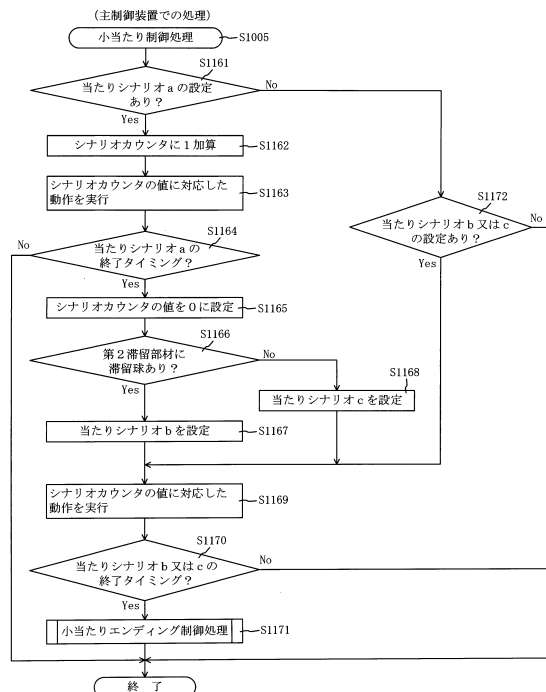 （主制御装置での処理）
小当たり制御処理
S1005
当たりシナリオaの設定
あり？
S1161
No
Yes
シナリオカウンタに1加算
S1162
シナリオカウンタの値に対応した
動作を実行
S1163
当たりシナリオaの
終了タイミング？
S1164
No
Yes
シナリオカウンタの値を0に設定
S1165
第2滞留部材に
滞留球あり？
S1166
No
Yes
当たりシナリオbを設定
S1167
当たりシナリオcを設定
S1168
当たりシナリオb又はc
の設定あり？
S1172
No
Yes
シナリオカウンタの値に対応した
動作を実行
S1169
当たりシナリオb又はcの
終了タイミング？
S1170
No
Yes
小当たりエンディング制御処理
S1171
終 了